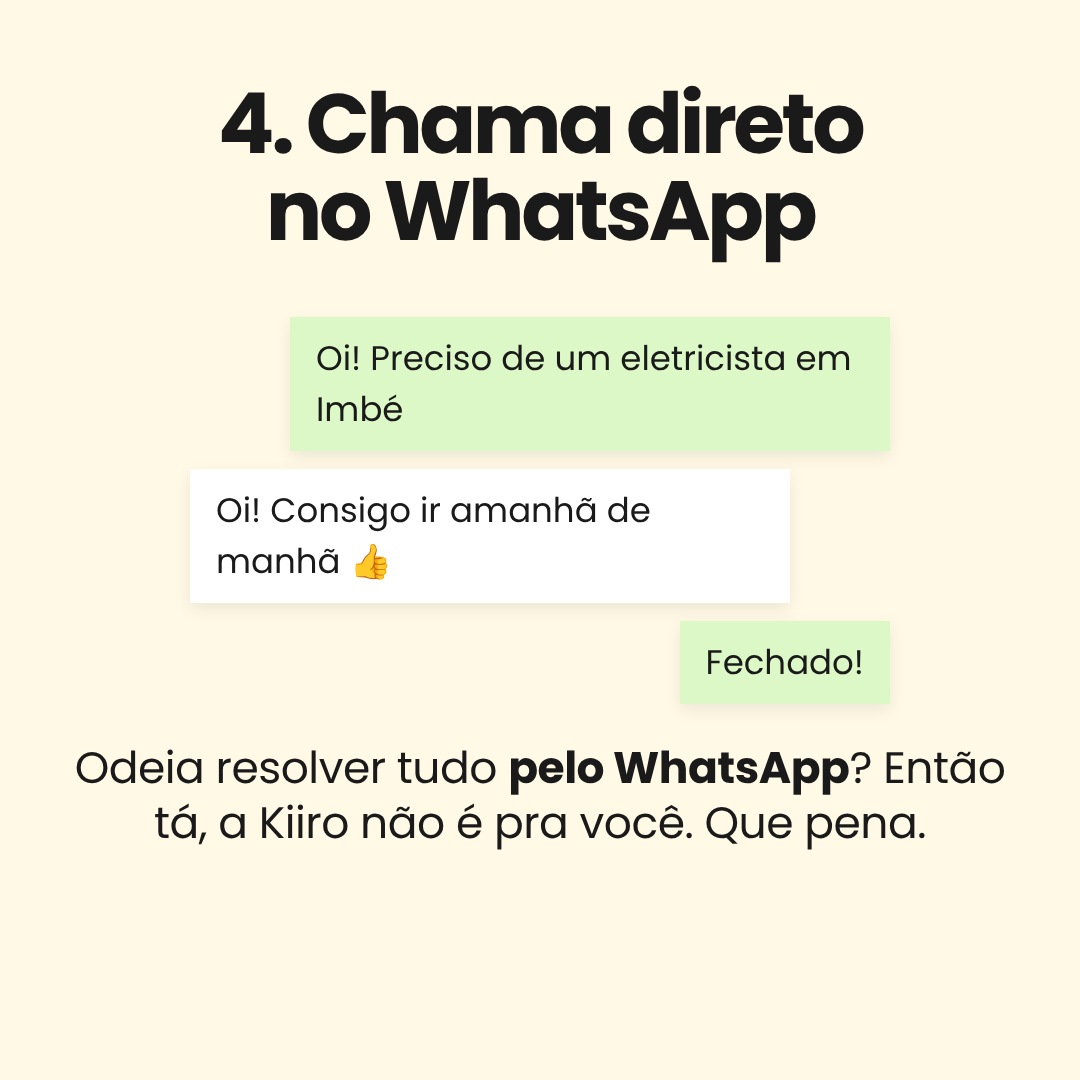 4. Chama direto
no WhatsApp
Oi! Preciso de um eletricista em
Imbé
Oi! Consigo ir amanhã de
manhã 👍
Fechado!
Odeia resolver tudo pelo WhatsApp? Então
tá, a Kiiro não é pra você. Que pena.